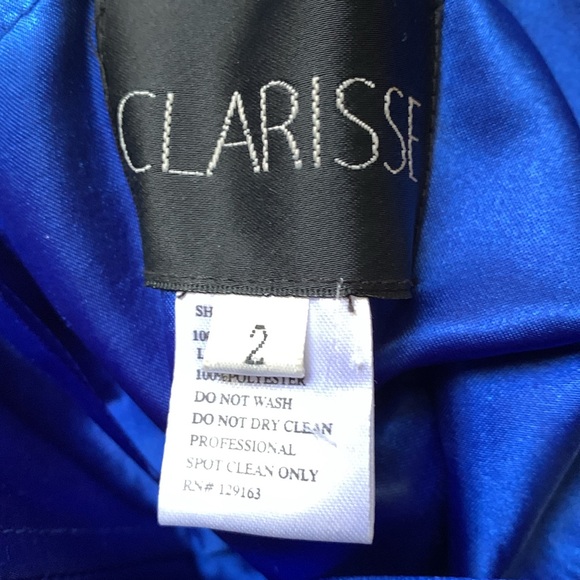 CLARISSE
2
SH
100
L
100%POLYESTER
DO NOT WASH
DO NOT DRY CLEAN
PROFESSIONAL
SPOT CLEAN ONLY
RN# 129163